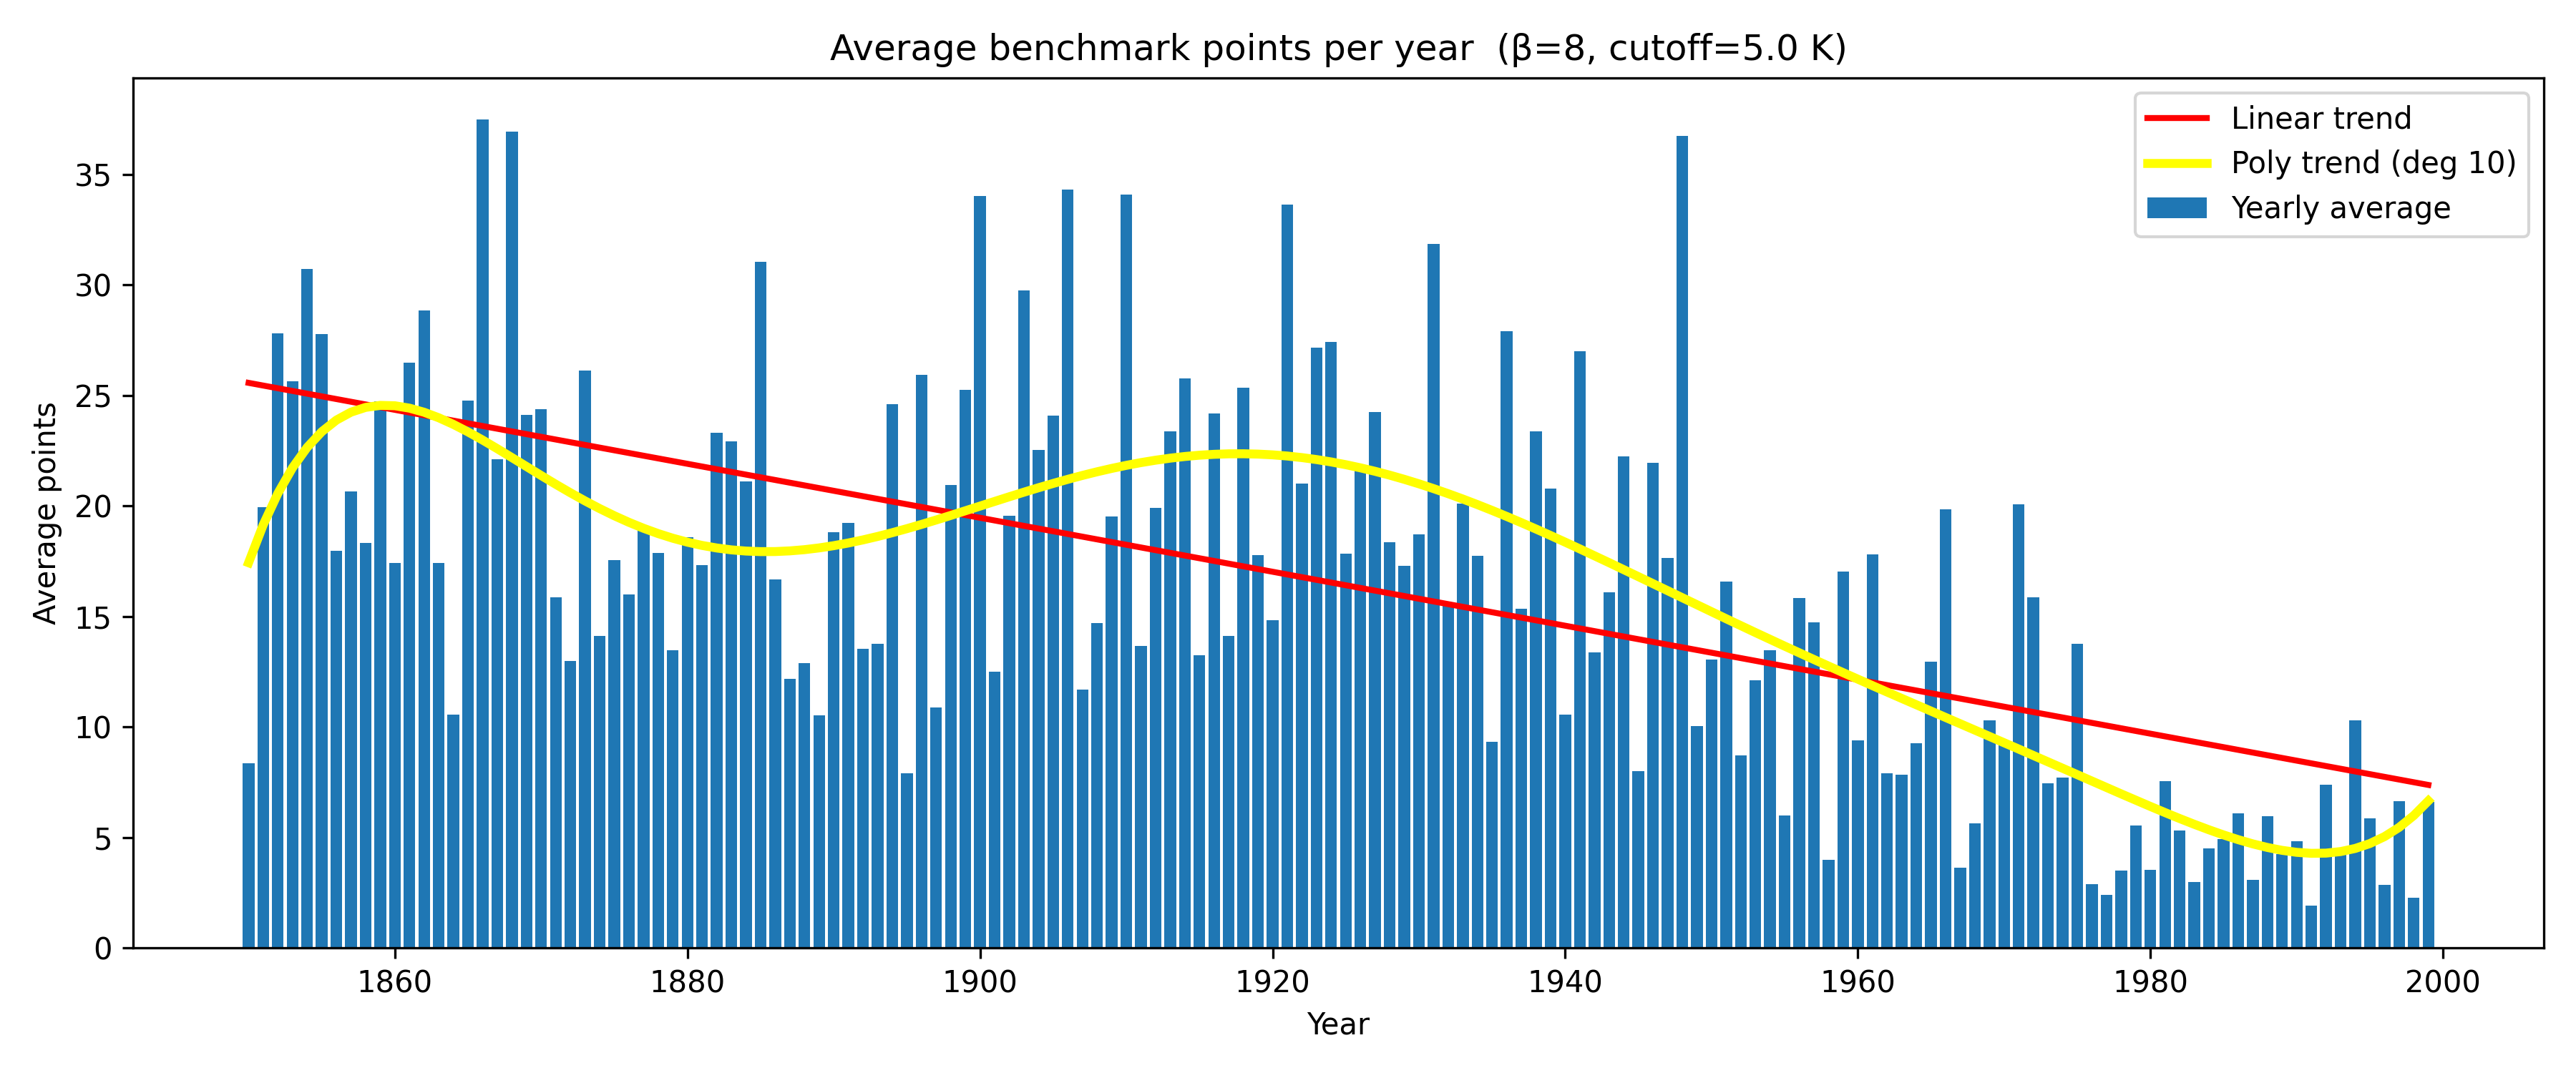 Average benchmark points per year (β=8, cutoff=5.0 K)
Linear trend
Poly trend (deg 10)
Yearly average
35
30
25
20
15
10
5
0
Average points
1860 1880 1900 1920 1940 1960 1980 2000
Year